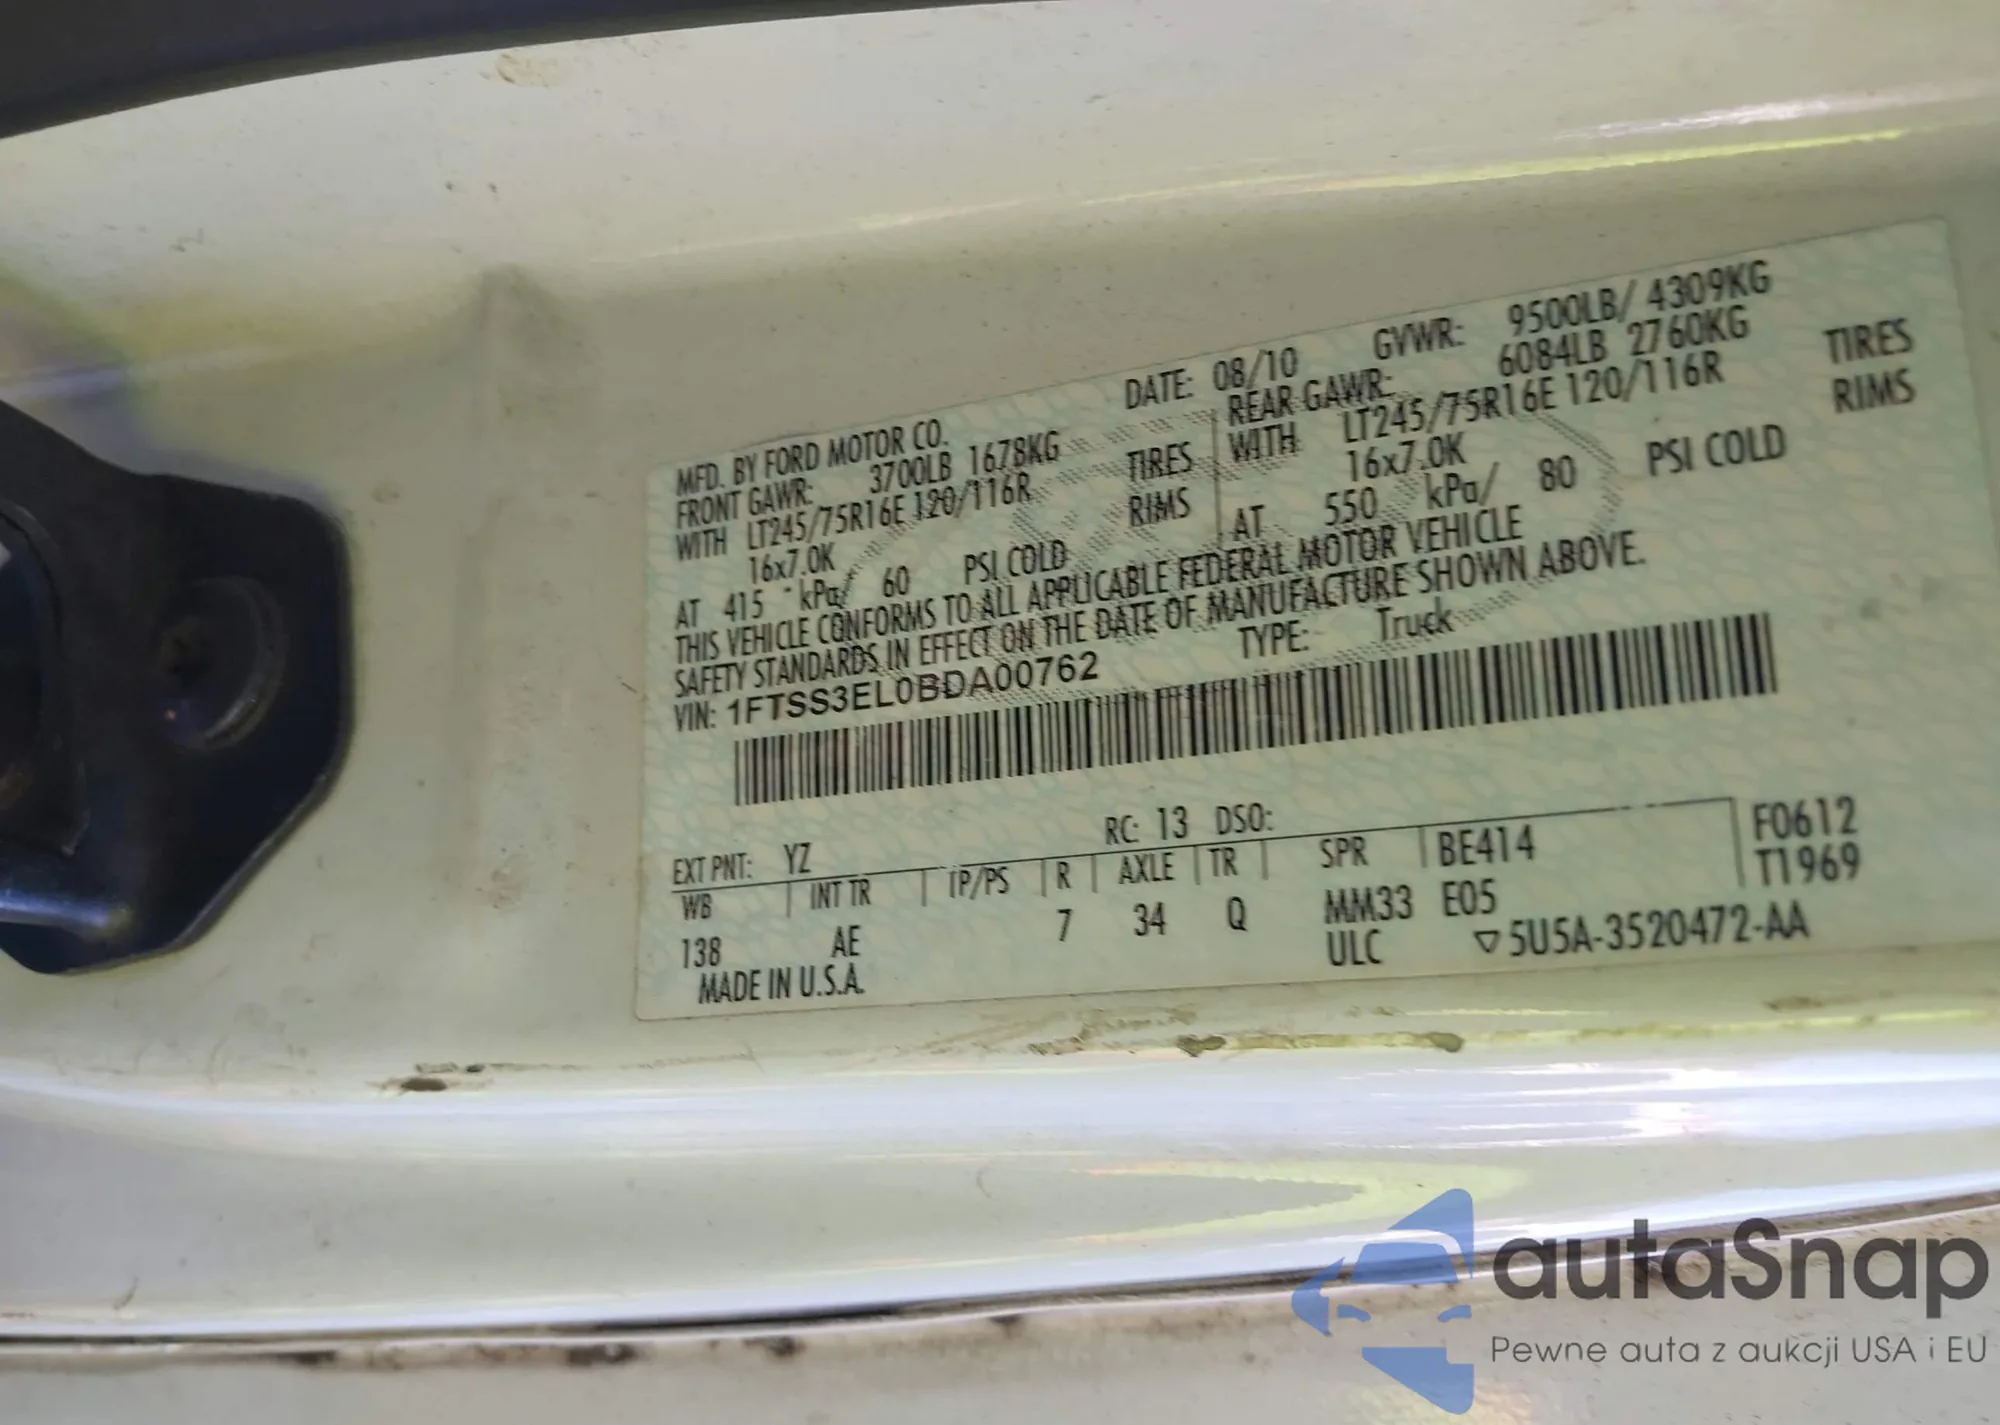 MFD. BY FORD MOTOR CO.
DATE: 08/10 GVWR: 9500LB/ 4309KG
FRONT GAWR: 3700LB 1678KG
REAR GAWR: 6084LB 2760KG
WITH LT245/75R16E 120/116R TIRES
WITH LT245/75R16E 120/116R TIRES
16x7.0K RIMS
16x7.0K RIMS
AT 415 kPa/ 60 PSI COLD
AT 550 kPa/ 80 PSI COLD
THIS VEHICLE CONFORMS TO ALL APPLICABLE FEDERAL MOTOR VEHICLE
SAFETY STANDARDS IN EFFECT ON THE DATE OF MANUFACTURE SHOWN ABOVE.
VIN: 1FTSS3EL0BDA00762
TYPE: Truck
EXT PNT: YZ RC: 13 DSO:
F0612
WB INT TR TP/PS R AXLE TR SPR BE414 T1969
138 AE 7 34 Q MM33 E05
MADE IN U.S.A. ULC ▽5U5A-3520472-AA
autaSnap
Pewne auta z aukcji USA i EU